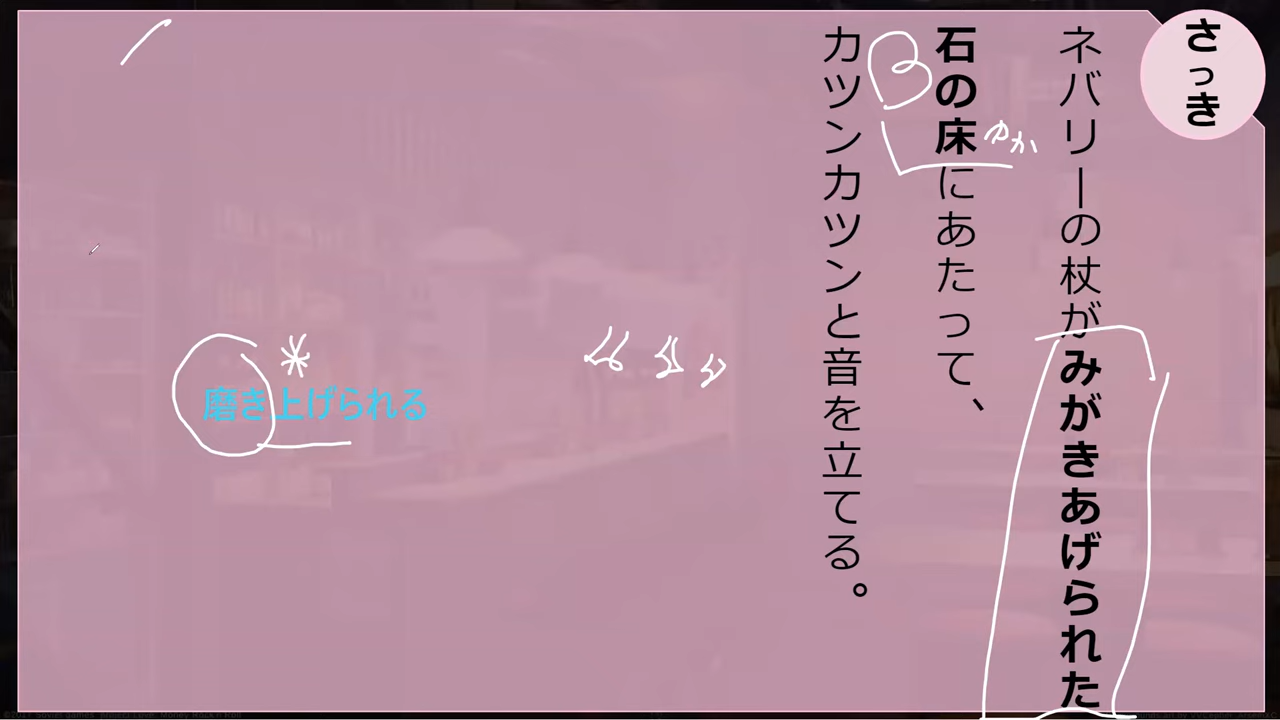 さっき
ネバリーの杖がみがきあげられた
石の床にあたって、
ゆか
カツンカツンと音を立てる。
磨き上げられる